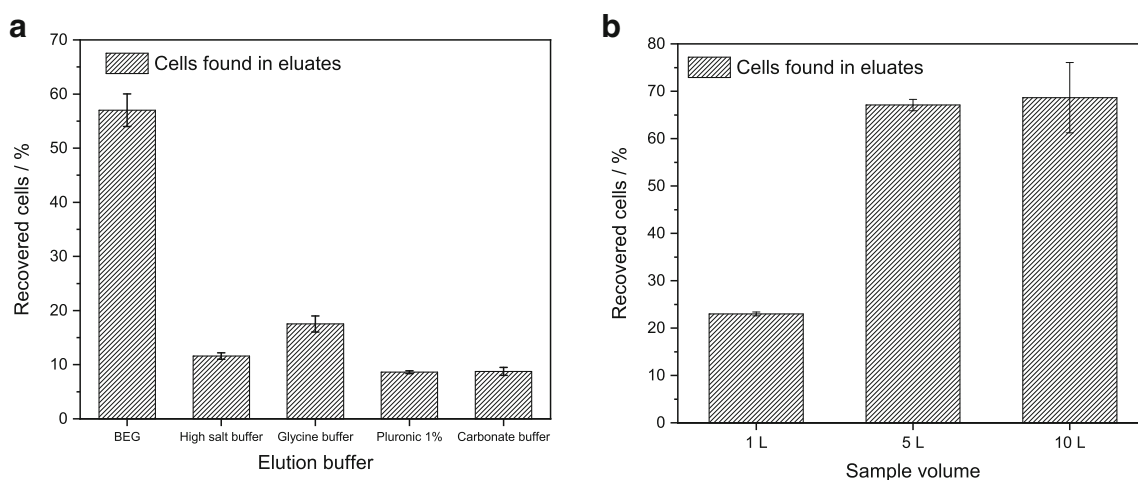 a
70
60
50
40
30
20
10
0
Recovered cells / %
Cells found in eluates
BEG
High salt buffer
Glycine buffer
Pluronic 1%
Carbonate buffer
Elution buffer
b
80
70
60
50
40
30
20
10
0
Recovered cells / %
Cells found in eluates
1 L
5 L
10 L
Sample volume